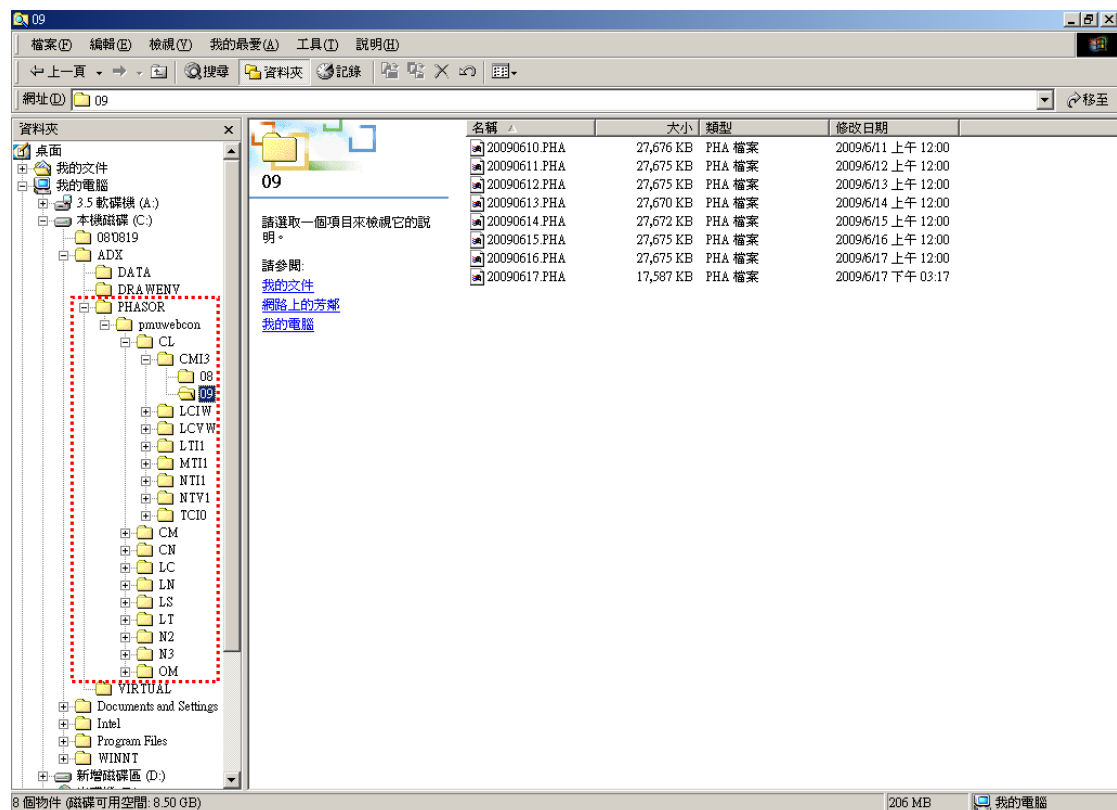 09
檔案(F) 編輯(E) 檢視(V) 我的最愛(A) 工具(T) 說明(H)
上一頁 搜尋 資料夾 記錄
網址(D) 09 移至
資料夾
桌面
我的文件
我的電腦
3.5 軟碟機 (A:)
本機磁碟 (C:)
080819
ADX
DATA
DRAWENV
PHASOR
pmuwebcon
CL
CMI3
08
09
LCIW
LCVW
LTI1
MTI1
NTI1
NTV1
TCI0
CM
CN
LC
LN
LS
LT
N2
N3
OM
VIRTUAL
Documents and Settings
Intel
Program Files
WINNT
新增磁碟區 (D:)
09
請選取一個項目來檢視它的說
明。
請參閱:
我的文件
網路上的芳鄰
我的電腦
名稱 大小 類型 修改日期
20090610.PHA 27,676 KB PHA 檔案 2009/6/11 上午 12:00
20090611.PHA 27,675 KB PHA 檔案 2009/6/12 上午 12:00
20090612.PHA 27,675 KB PHA 檔案 2009/6/13 上午 12:00
20090613.PHA 27,670 KB PHA 檔案 2009/6/14 上午 12:00
20090614.PHA 27,672 KB PHA 檔案 2009/6/15 上午 12:00
20090615.PHA 27,675 KB PHA 檔案 2009/6/16 上午 12:00
20090616.PHA 27,675 KB PHA 檔案 2009/6/17 上午 12:00
20090617.PHA 17,587 KB PHA 檔案 2009/6/17 下午 03:17
8 個物件 (磁碟可用空間: 8.50 GB) 206 MB 我的電腦